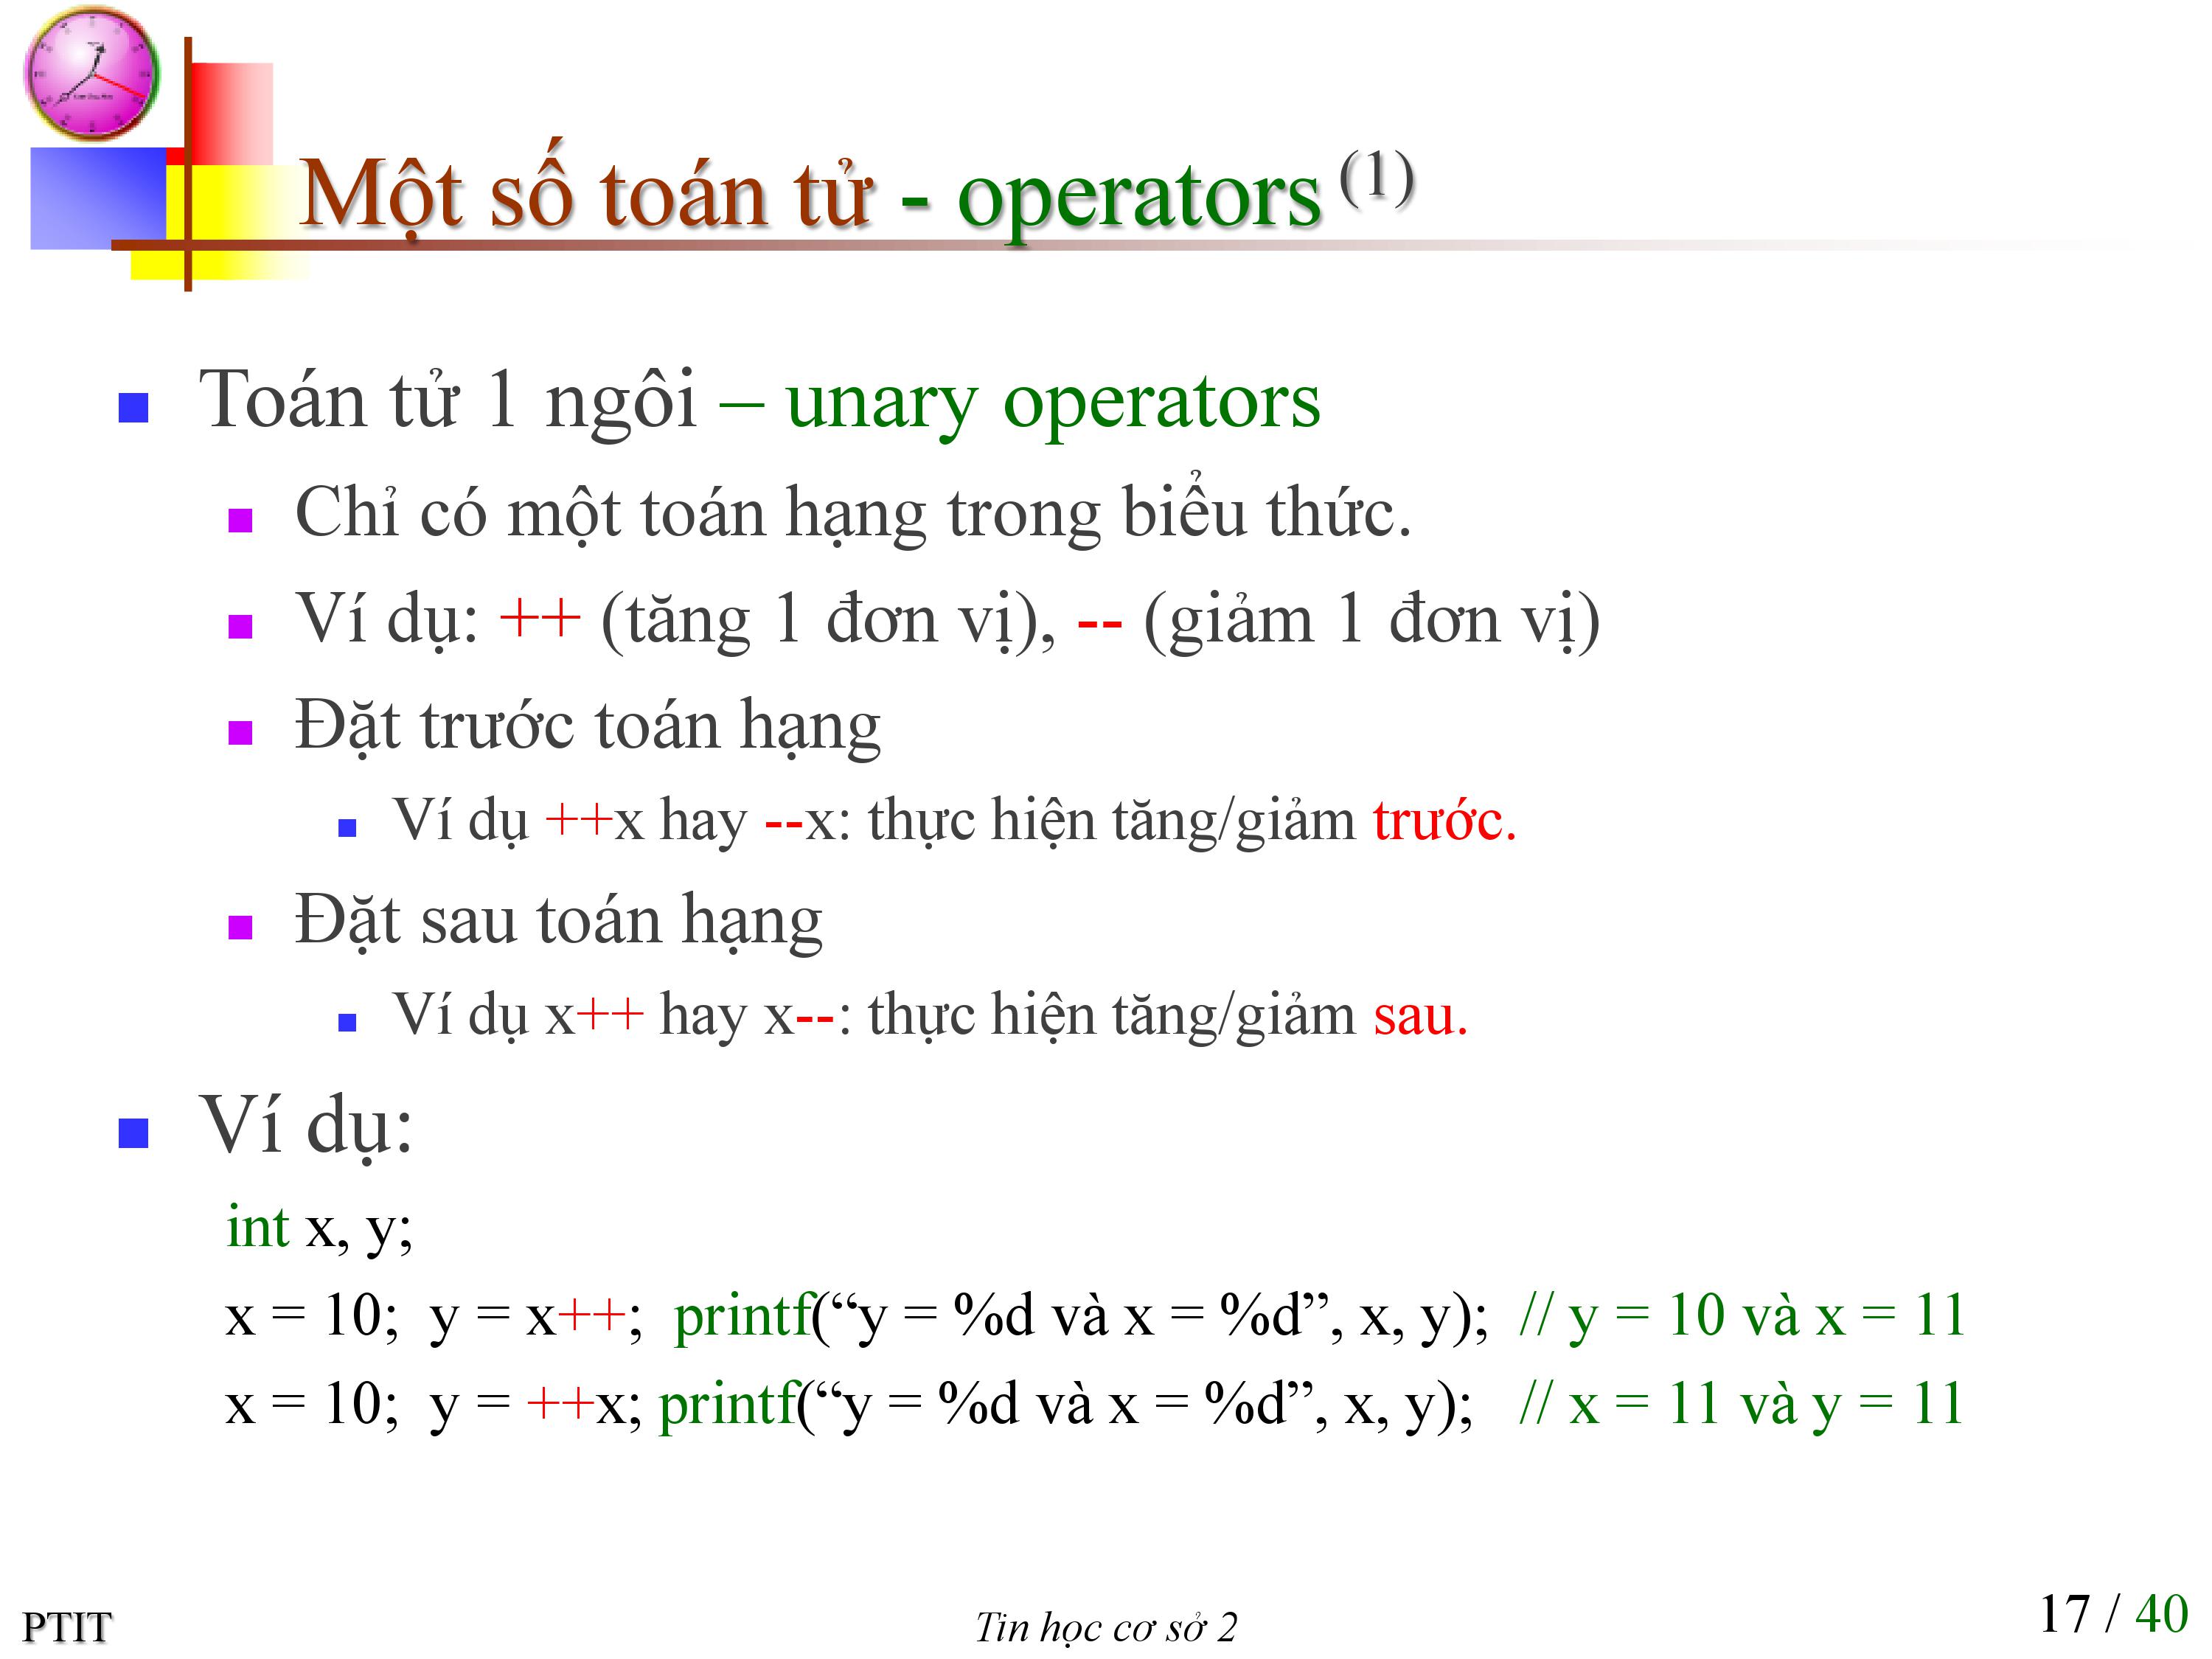 Một số toán tử - operators (1)
Toán tử 1 ngôi – unary operators
Chỉ có một toán hạng trong biểu thức.
Ví dụ: ++ (tăng 1 đơn vị), -- (giảm 1 đơn vị)
Đặt trước toán hạng
Ví dụ ++x hay --x: thực hiện tăng/giảm trước.
Đặt sau toán hạng
Ví dụ x++ hay x--: thực hiện tăng/giảm sau.
Ví dụ:
int x, y;
x = 10; y = x++; printf(“y = %d và x = %d”, x, y); // y = 10 và x = 11
x = 10; y = ++x; printf(“y = %d và x = %d”, x, y); // x = 11 và y = 11
PTIT
Tin học cơ sở 2
17 / 40